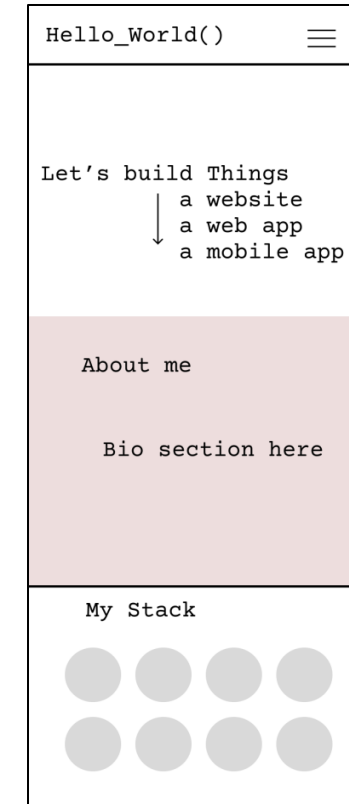 Hello_World()
Let's build Things
a website
a web app
a mobile app
About me
Bio section here
My Stack